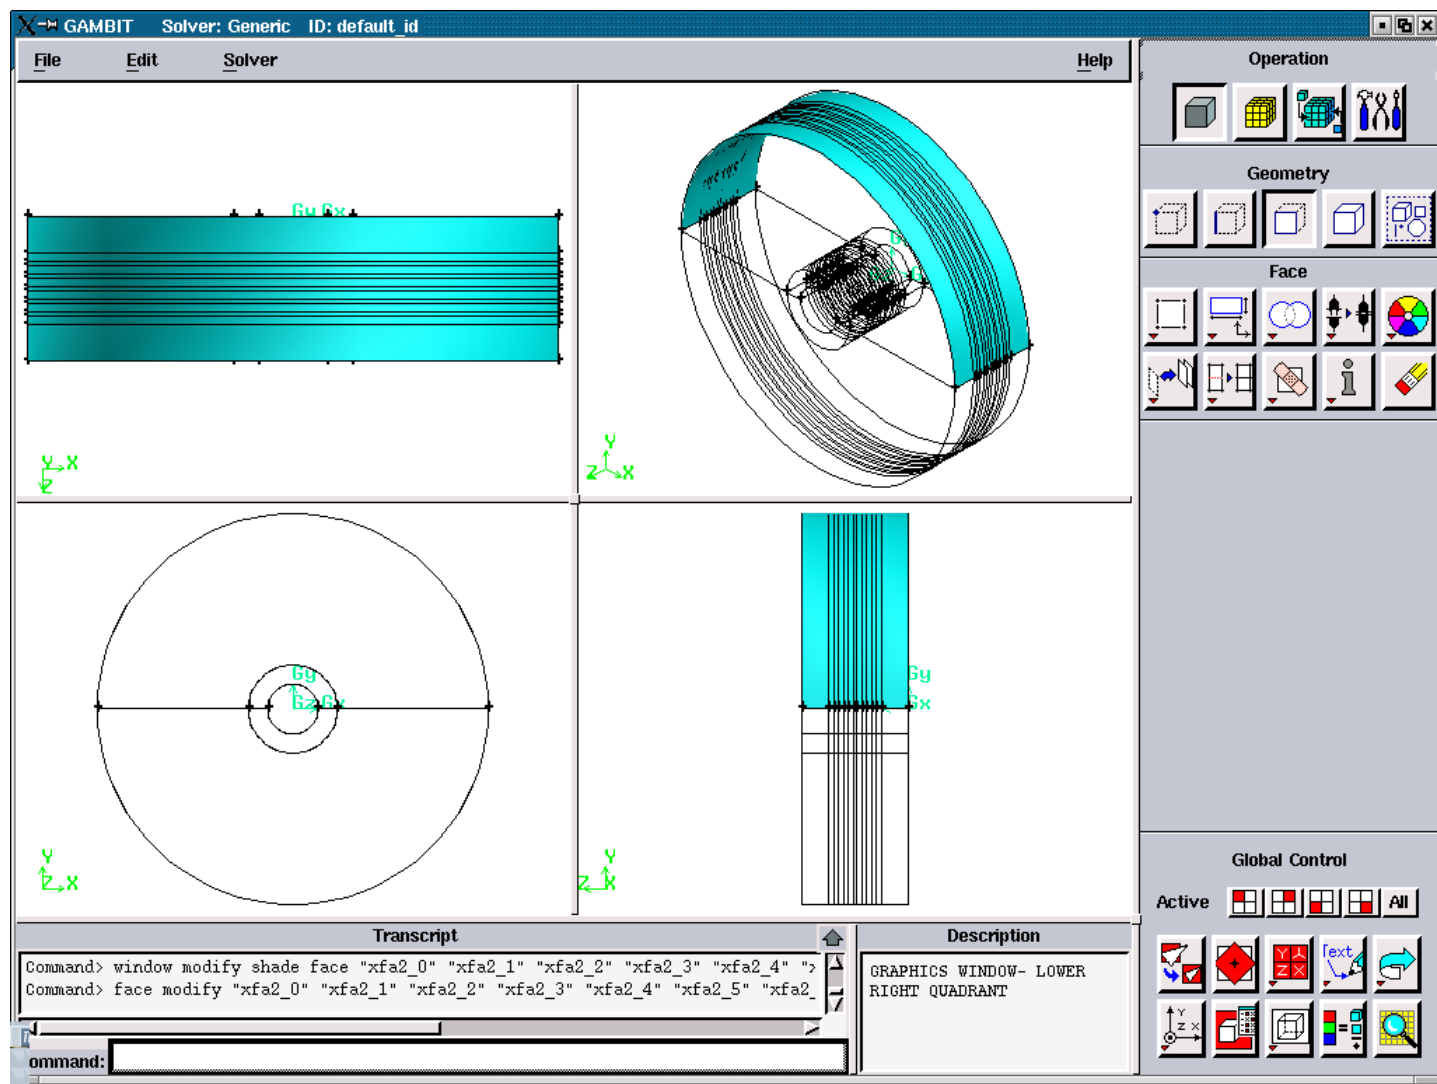 GAMBIT Solver: Generic ID: default_id
File Edit Solver Help
Operation
Geometry
Face
Gy Gx
Y X
Z
Y
Z X
Gy
Gz Gx
Gy
Gx
Y
Z X
Y
Z X
Global Control
Active All
Text
Y Z X
Y
Z X
Transcript
Command> window modify shade face "xfa2_0" "xfa2_1" "xfa2_2" "xfa2_3" "xfa2_4"
Command> face modify "xfa2_0" "xfa2_1" "xfa2_2" "xfa2_3" "xfa2_4" "xfa2_5" "xfa2_
Description
GRAPHICS WINDOW- LOWER
RIGHT QUADRANT
ommand: